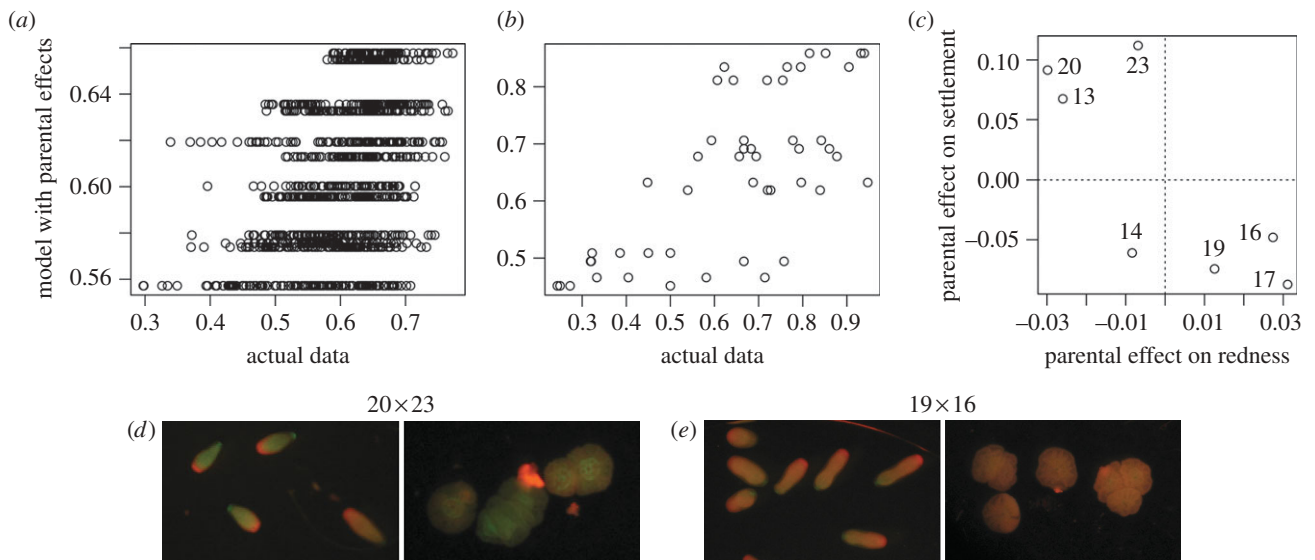 (a)
model with parental effects
0.64
0.60
0.56
0.3 0.4 0.5 0.6 0.7
actual data
(b)
0.8
0.7
0.6
0.5
0.3 0.4 0.5 0.6 0.7 0.8 0.9
actual data
(c)
parental effect on settlement
0.10
0.05
0.00
−0.05
20
13
23
14
19
16
17
−0.03 −0.01 0.01 0.03
parental effect on redness
20×23
(d)
19×16
(e)